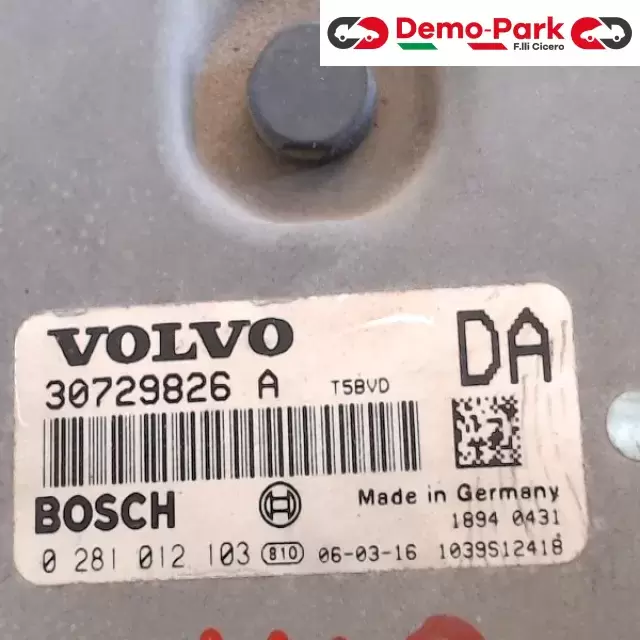 Demo-Park
F.lli Cicero
VOLVO
DA
30729826 A T5BVD
BOSCH
Made in Germany
1894 0431
0 281 012 103 810 06-03-16 1039S12418